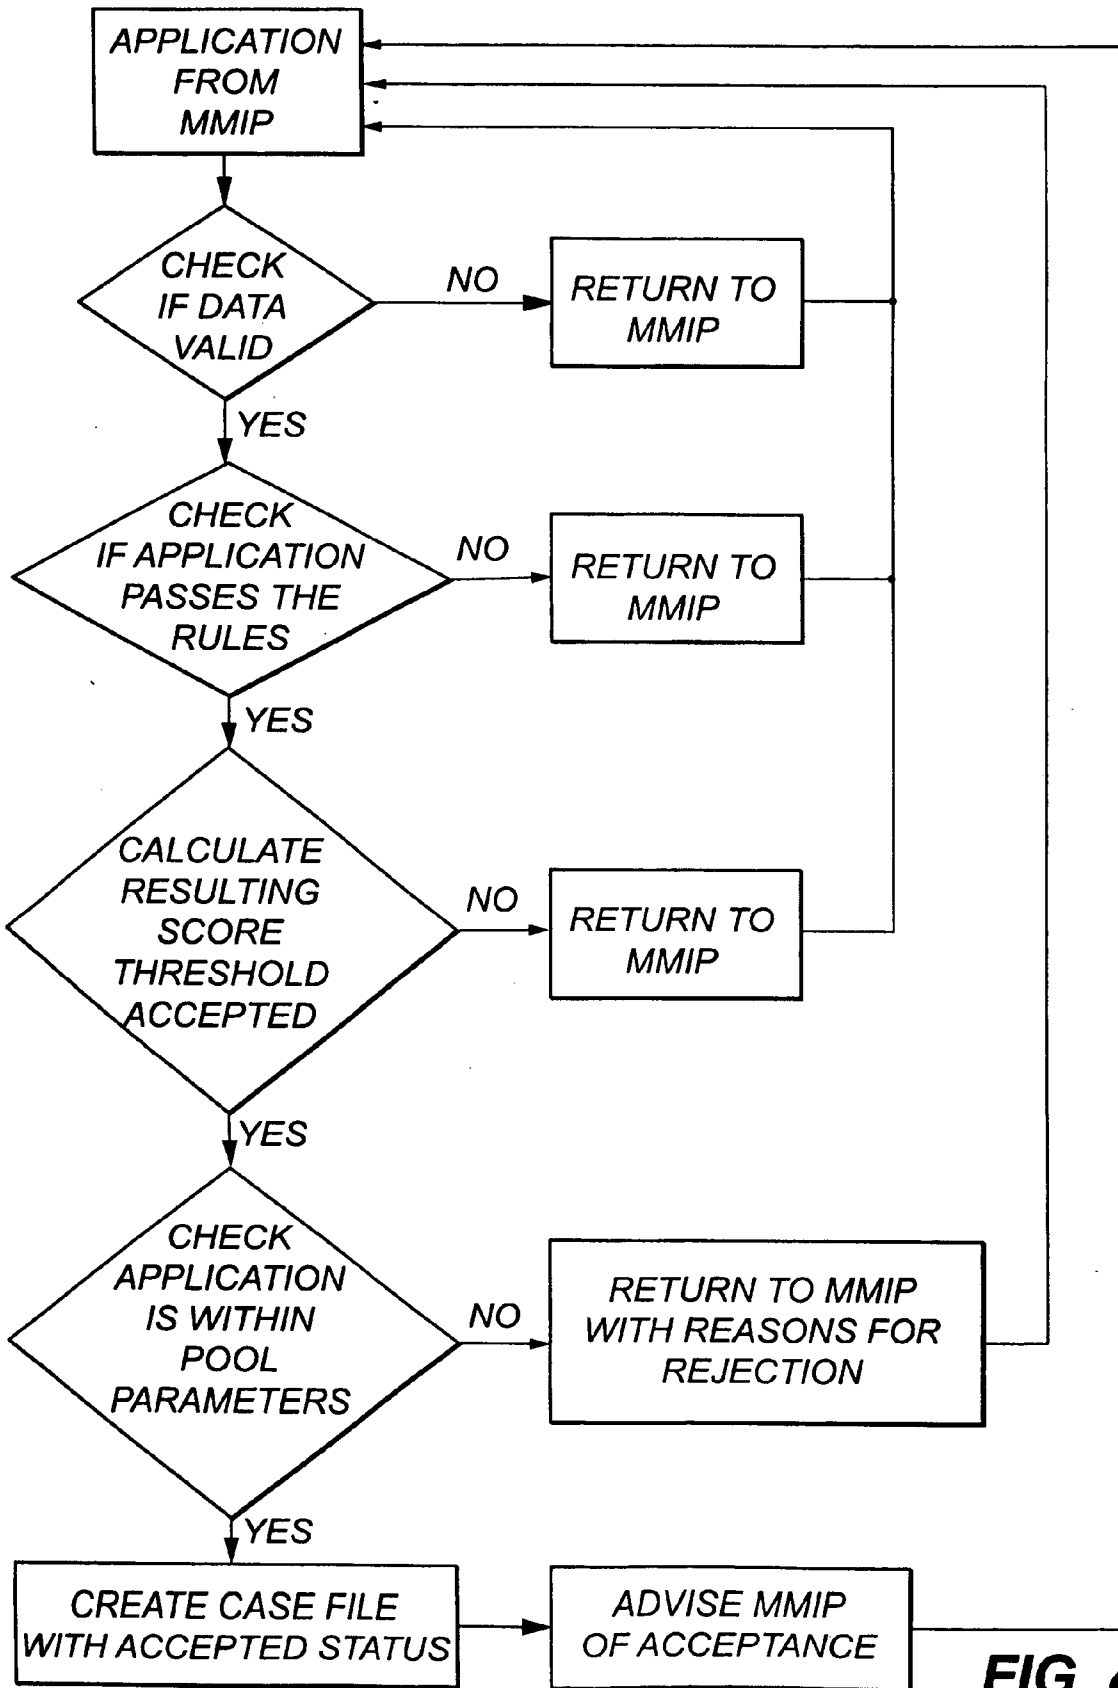 APPLICATION
FROM
MMIP
CHECK
IF DATA
VALID
NO
RETURN TO
MMIP
YES
CHECK
IF APPLICATION
PASSES THE
RULES
NO
RETURN TO
MMIP
YES
CALCULATE
RESULTING
SCORE
THRESHOLD
ACCEPTED
NO
RETURN TO
MMIP
YES
CHECK
APPLICATION
IS WITHIN
POOL
PARAMETERS
NO
RETURN TO MMIP
WITH REASONS FOR
REJECTION
YES
CREATE CASE FILE
WITH ACCEPTED STATUS
ADVISE MMIP
OF ACCEPTANCE
FIG